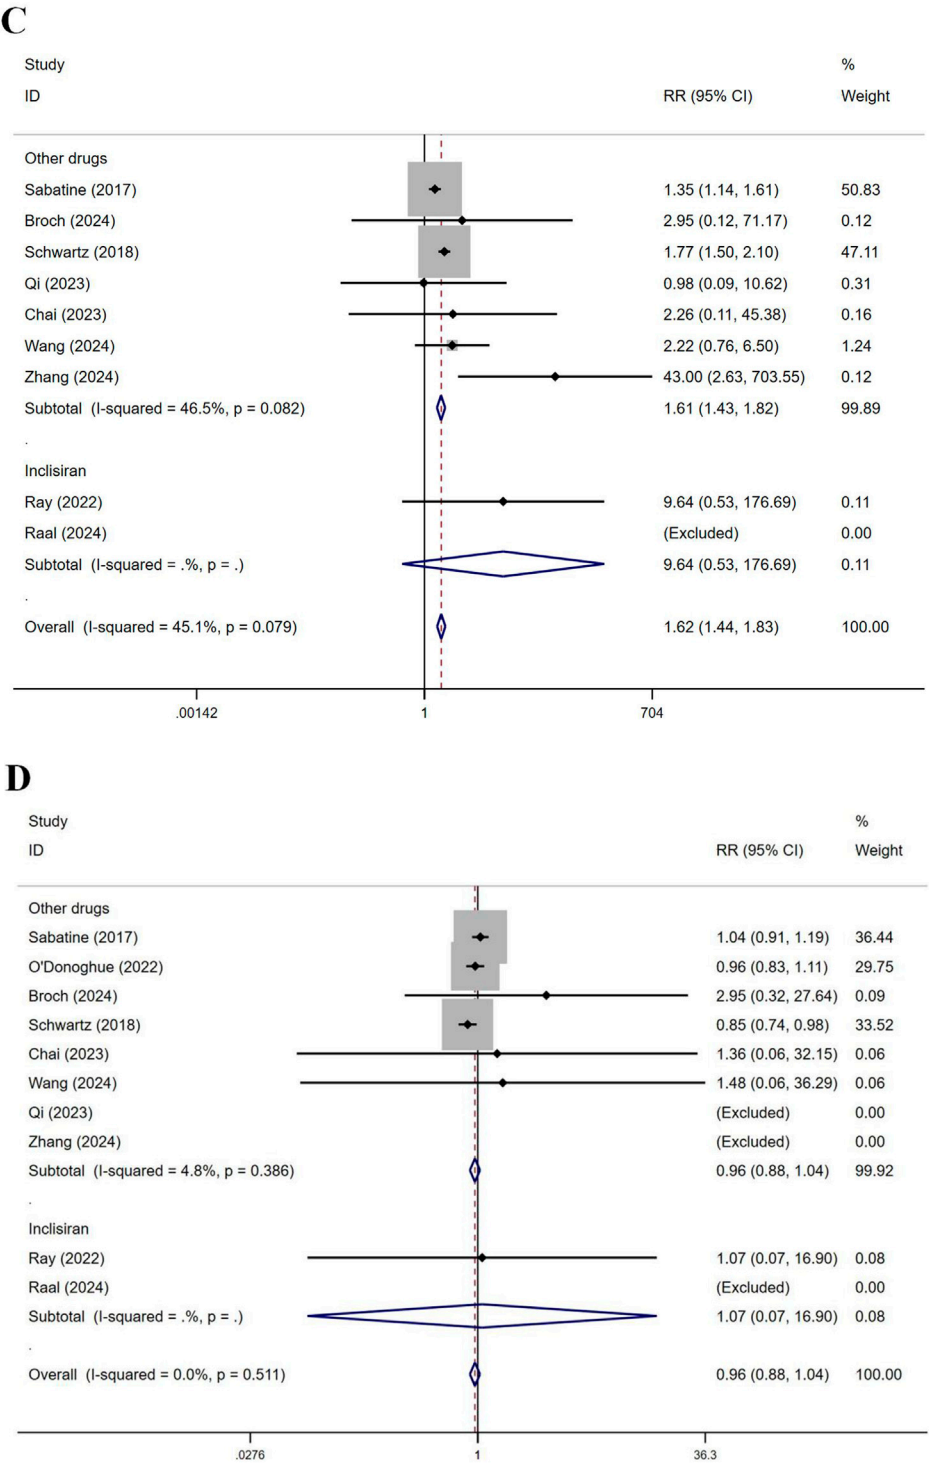 C
Study %
ID RR (95% CI) Weight
Other drugs
Sabatine (2017) 1.35 (1.14, 1.61) 50.83
Broch (2024) 2.95 (0.12, 71.17) 0.12
Schwartz (2018) 1.77 (1.50, 2.10) 47.11
Qi (2023) 0.98 (0.09, 10.62) 0.31
Chai (2023) 2.26 (0.11, 45.38) 0.16
Wang (2024) 2.22 (0.76, 6.50) 1.24
Zhang (2024) 43.00 (2.63, 703.55) 0.12
Subtotal (I-squared = 46.5%, p = 0.082) 1.61 (1.43, 1.82) 99.89
.
Inclisiran
Ray (2022) 9.64 (0.53, 176.69) 0.11
Raal (2024) (Excluded) 0.00
Subtotal (I-squared = .%, p = .) 9.64 (0.53, 176.69) 0.11
.
Overall (I-squared = 45.1%, p = 0.079) 1.62 (1.44, 1.83) 100.00
.00142 1 704
D
Study %
ID RR (95% CI) Weight
Other drugs
Sabatine (2017) 1.04 (0.91, 1.19) 36.44
O'Donoghue (2022) 0.96 (0.83, 1.11) 29.75
Broch (2024) 2.95 (0.32, 27.64) 0.09
Schwartz (2018) 0.85 (0.74, 0.98) 33.52
Chai (2023) 1.36 (0.06, 32.15) 0.06
Wang (2024) 1.48 (0.06, 36.29) 0.06
Qi (2023) (Excluded) 0.00
Zhang (2024) (Excluded) 0.00
Subtotal (I-squared = 4.8%, p = 0.386) 0.96 (0.88, 1.04) 99.92
.
Inclisiran
Ray (2022) 1.07 (0.07, 16.90) 0.08
Raal (2024) (Excluded) 0.00
Subtotal (I-squared = .%, p = .) 1.07 (0.07, 16.90) 0.08
.
Overall (I-squared = 0.0%, p = 0.511) 0.96 (0.88, 1.04) 100.00
.0276 1 36.3